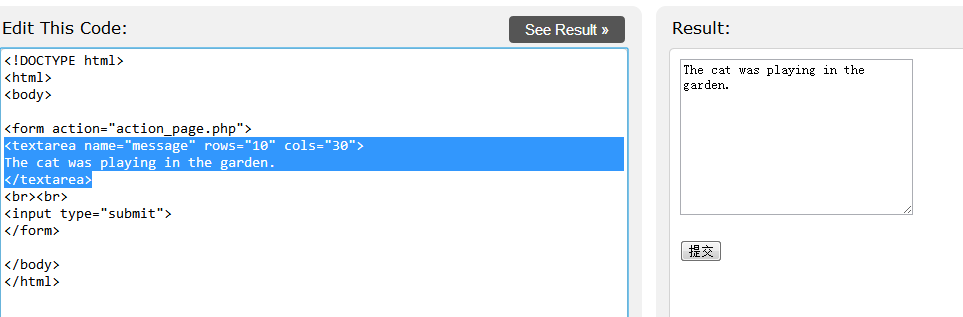 Edit This Code:
See Result »
<!DOCTYPE html>
<html>
<body>
<form action="action_page.php">
<textarea name="message" rows="10" cols="30">
The cat was playing in the garden.
</textarea>
<br><br>
<input type="submit">
</form>
</body>
</html>
Result:
The cat was playing in the
garden.
提交